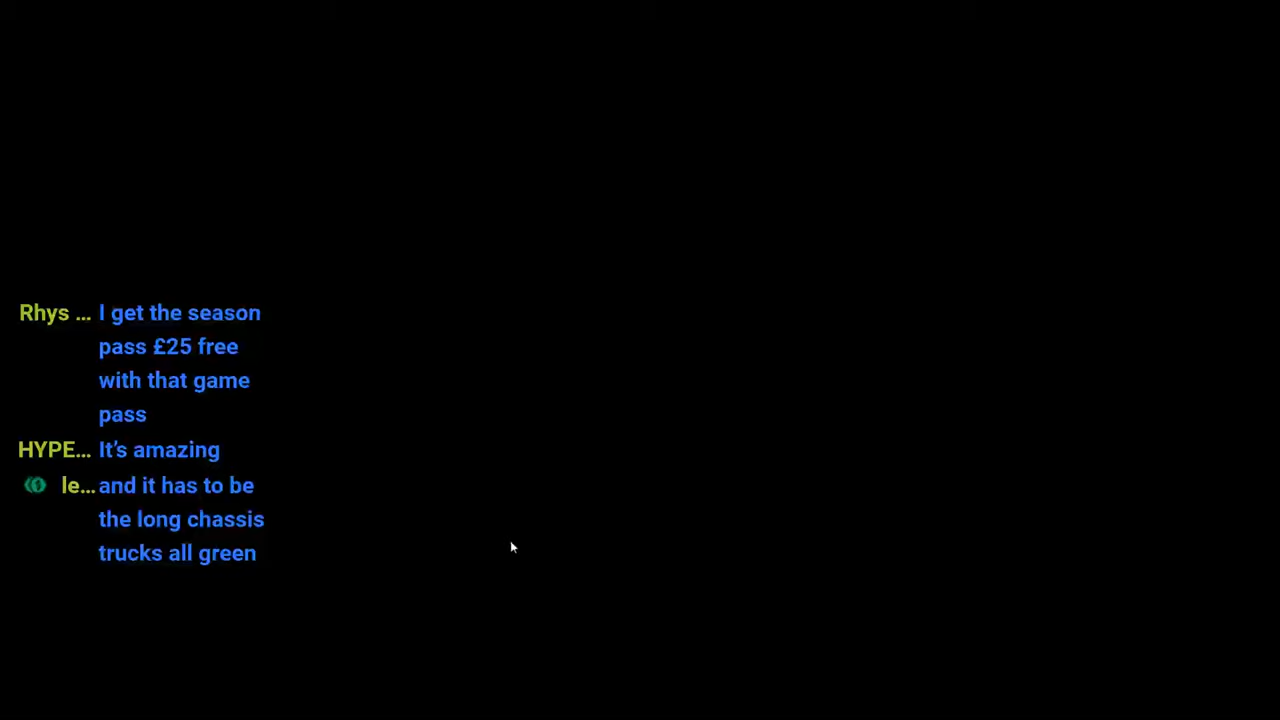 Rhys ... I get the season
pass £25 free
with that game
pass
HYPE... It’s amazing
le... and it has to be
the long chassis
trucks all green